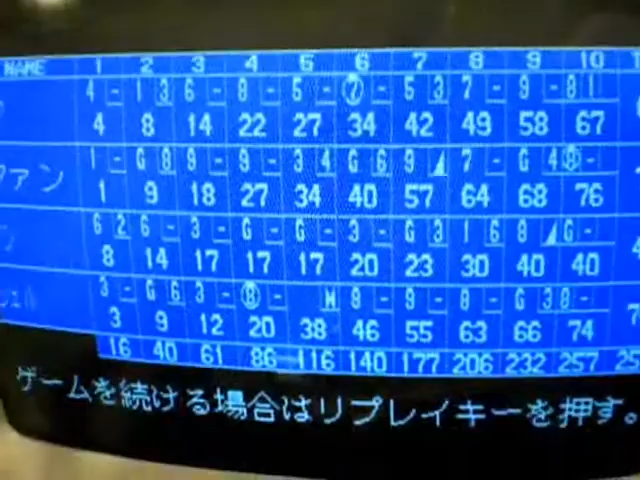 NAME 1 2 3 4 5 6 7 8 9 10
4 - 1 3 6 - 8 - 5 - 7 - 5 3 7 - 9 - 8 1
4 8 14 22 27 34 42 49 58 67
1 - G 8 9 - 9 - 3 4 G 6 9 ◢ 7 - G 4 8 -
ァン 1 9 18 27 34 40 57 64 68 76
6 2 6 - 3 - G - G - 3 - G 3 1 6 8 ◢ G -
8 14 17 17 17 20 23 30 40 40
3 - G 6 3 - 8 - 8 - 9 - 8 - G 3 8 -
3 9 12 20 38 46 55 63 66 74
16 40 61 86 116 140 177 206 232 257
ゲームを続ける場合はリプレイキーを押す。